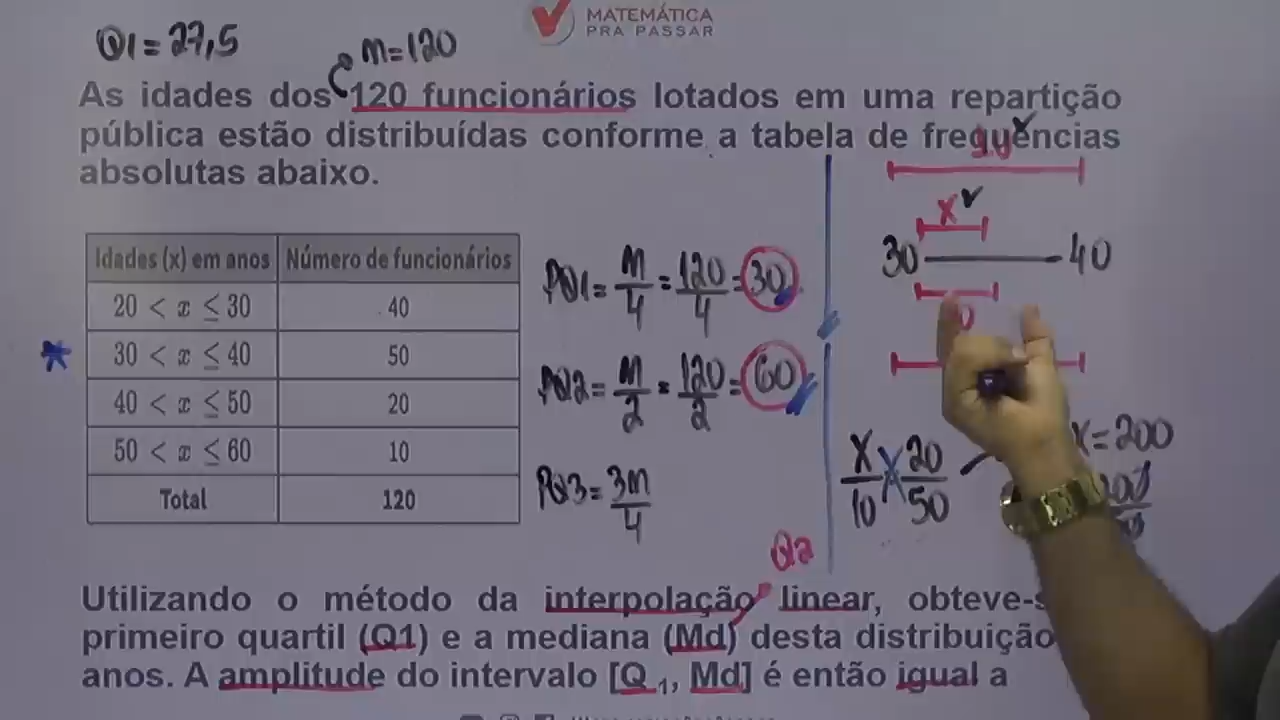 MATEMÁTICA
PRA PASSAR
Q1 = 27,5
n = 120
As idades dos 120 funcionários lotados em uma repartição
pública estão distribuídas conforme a tabela de frequências
absolutas abaixo.
Idades (x) em anos Número de funcionários
20 < x ≤ 30 40
30 < x ≤ 40 50
40 < x ≤ 50 20
50 < x ≤ 60 10
Total 120
*
PQ1 = n/4 = 120/4 = 30
PQ2 = n/2 = 120/2 = 60
PQ3 = 3n/4
x
30 40
x/10 20/50
x = 200
Q2
Utilizando o método da interpolação linear,
primeiro quartil (Q1) e a mediana (Md) desta distribuição
anos. A amplitude do intervalo [Q1, Md] é então igual a